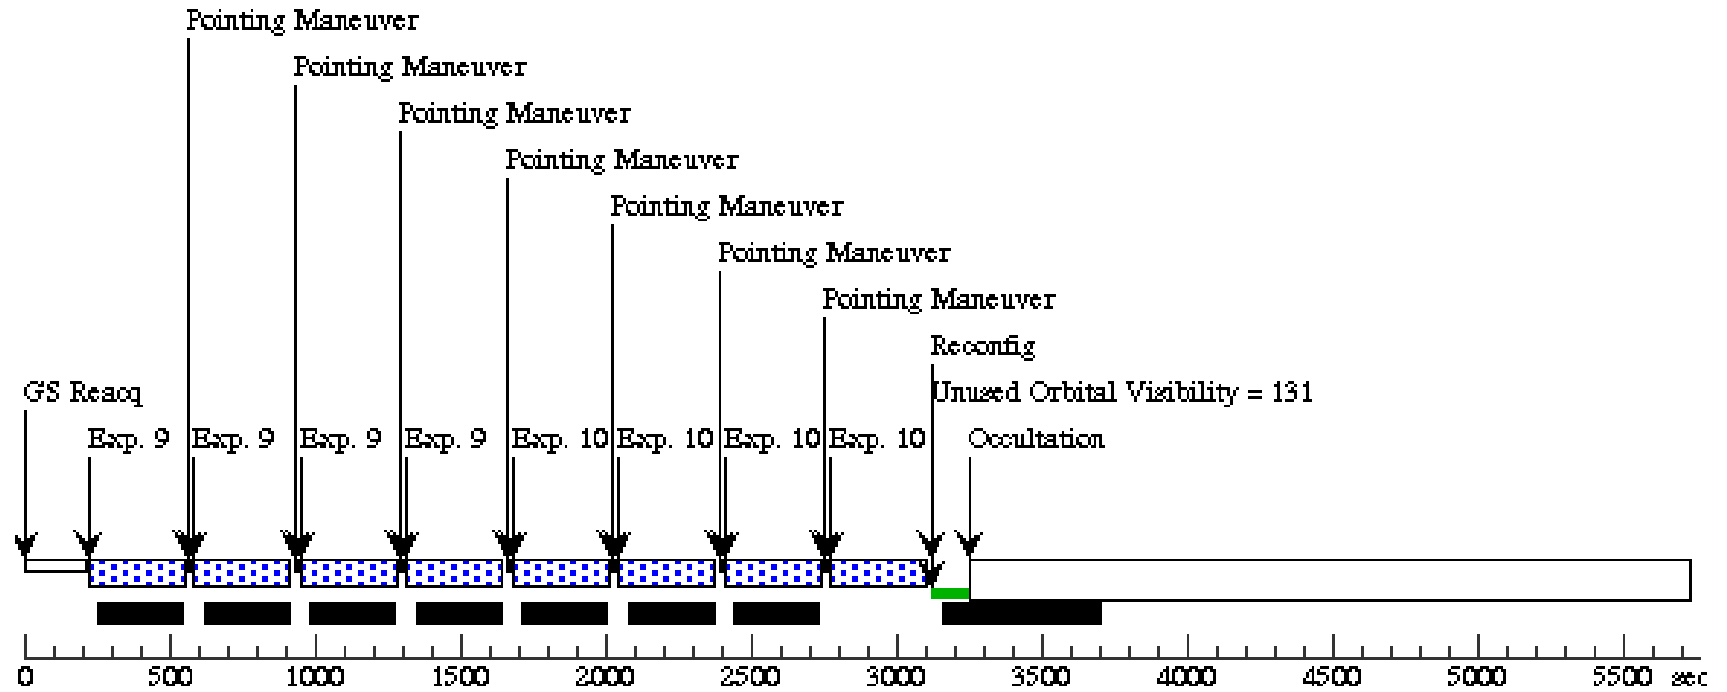 Pointing Maneuver
Pointing Maneuver
Pointing Maneuver
Pointing Maneuver
Pointing Maneuver
Pointing Maneuver
Pointing Maneuver
Reconfig
GS Reacq
Unused Orbital Visibility = 131
Exp. 9 Exp. 9 Exp. 9 Exp. 9 Exp. 10 Exp. 10 Exp. 10 Exp. 10 Occultation
0 500 1000 1500 2000 2500 3000 3500 4000 4500 5000 5500 sec